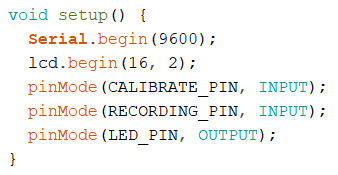 void setup() {
  Serial.begin(9600);
  lcd.begin(16, 2);
  pinMode(CALIBRATE_PIN, INPUT);
  pinMode(RECORDING_PIN, INPUT);
  pinMode(LED_PIN, OUTPUT);
}